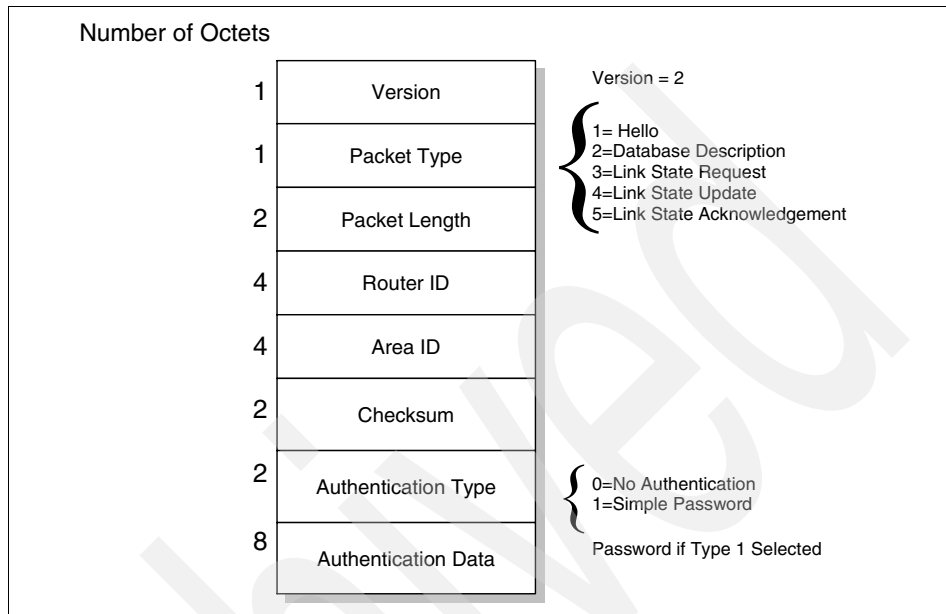 Number of Octets
1 Version Version = 2
1 Packet Type
1= Hello
2=Database Description
3=Link State Request
4=Link State Update
5=Link State Acknowledgement
2 Packet Length
4 Router ID
4 Area ID
2 Checksum
2 Authentication Type
0=No Authentication
1=Simple Password
8 Authentication Data Password if Type 1 Selected
hived